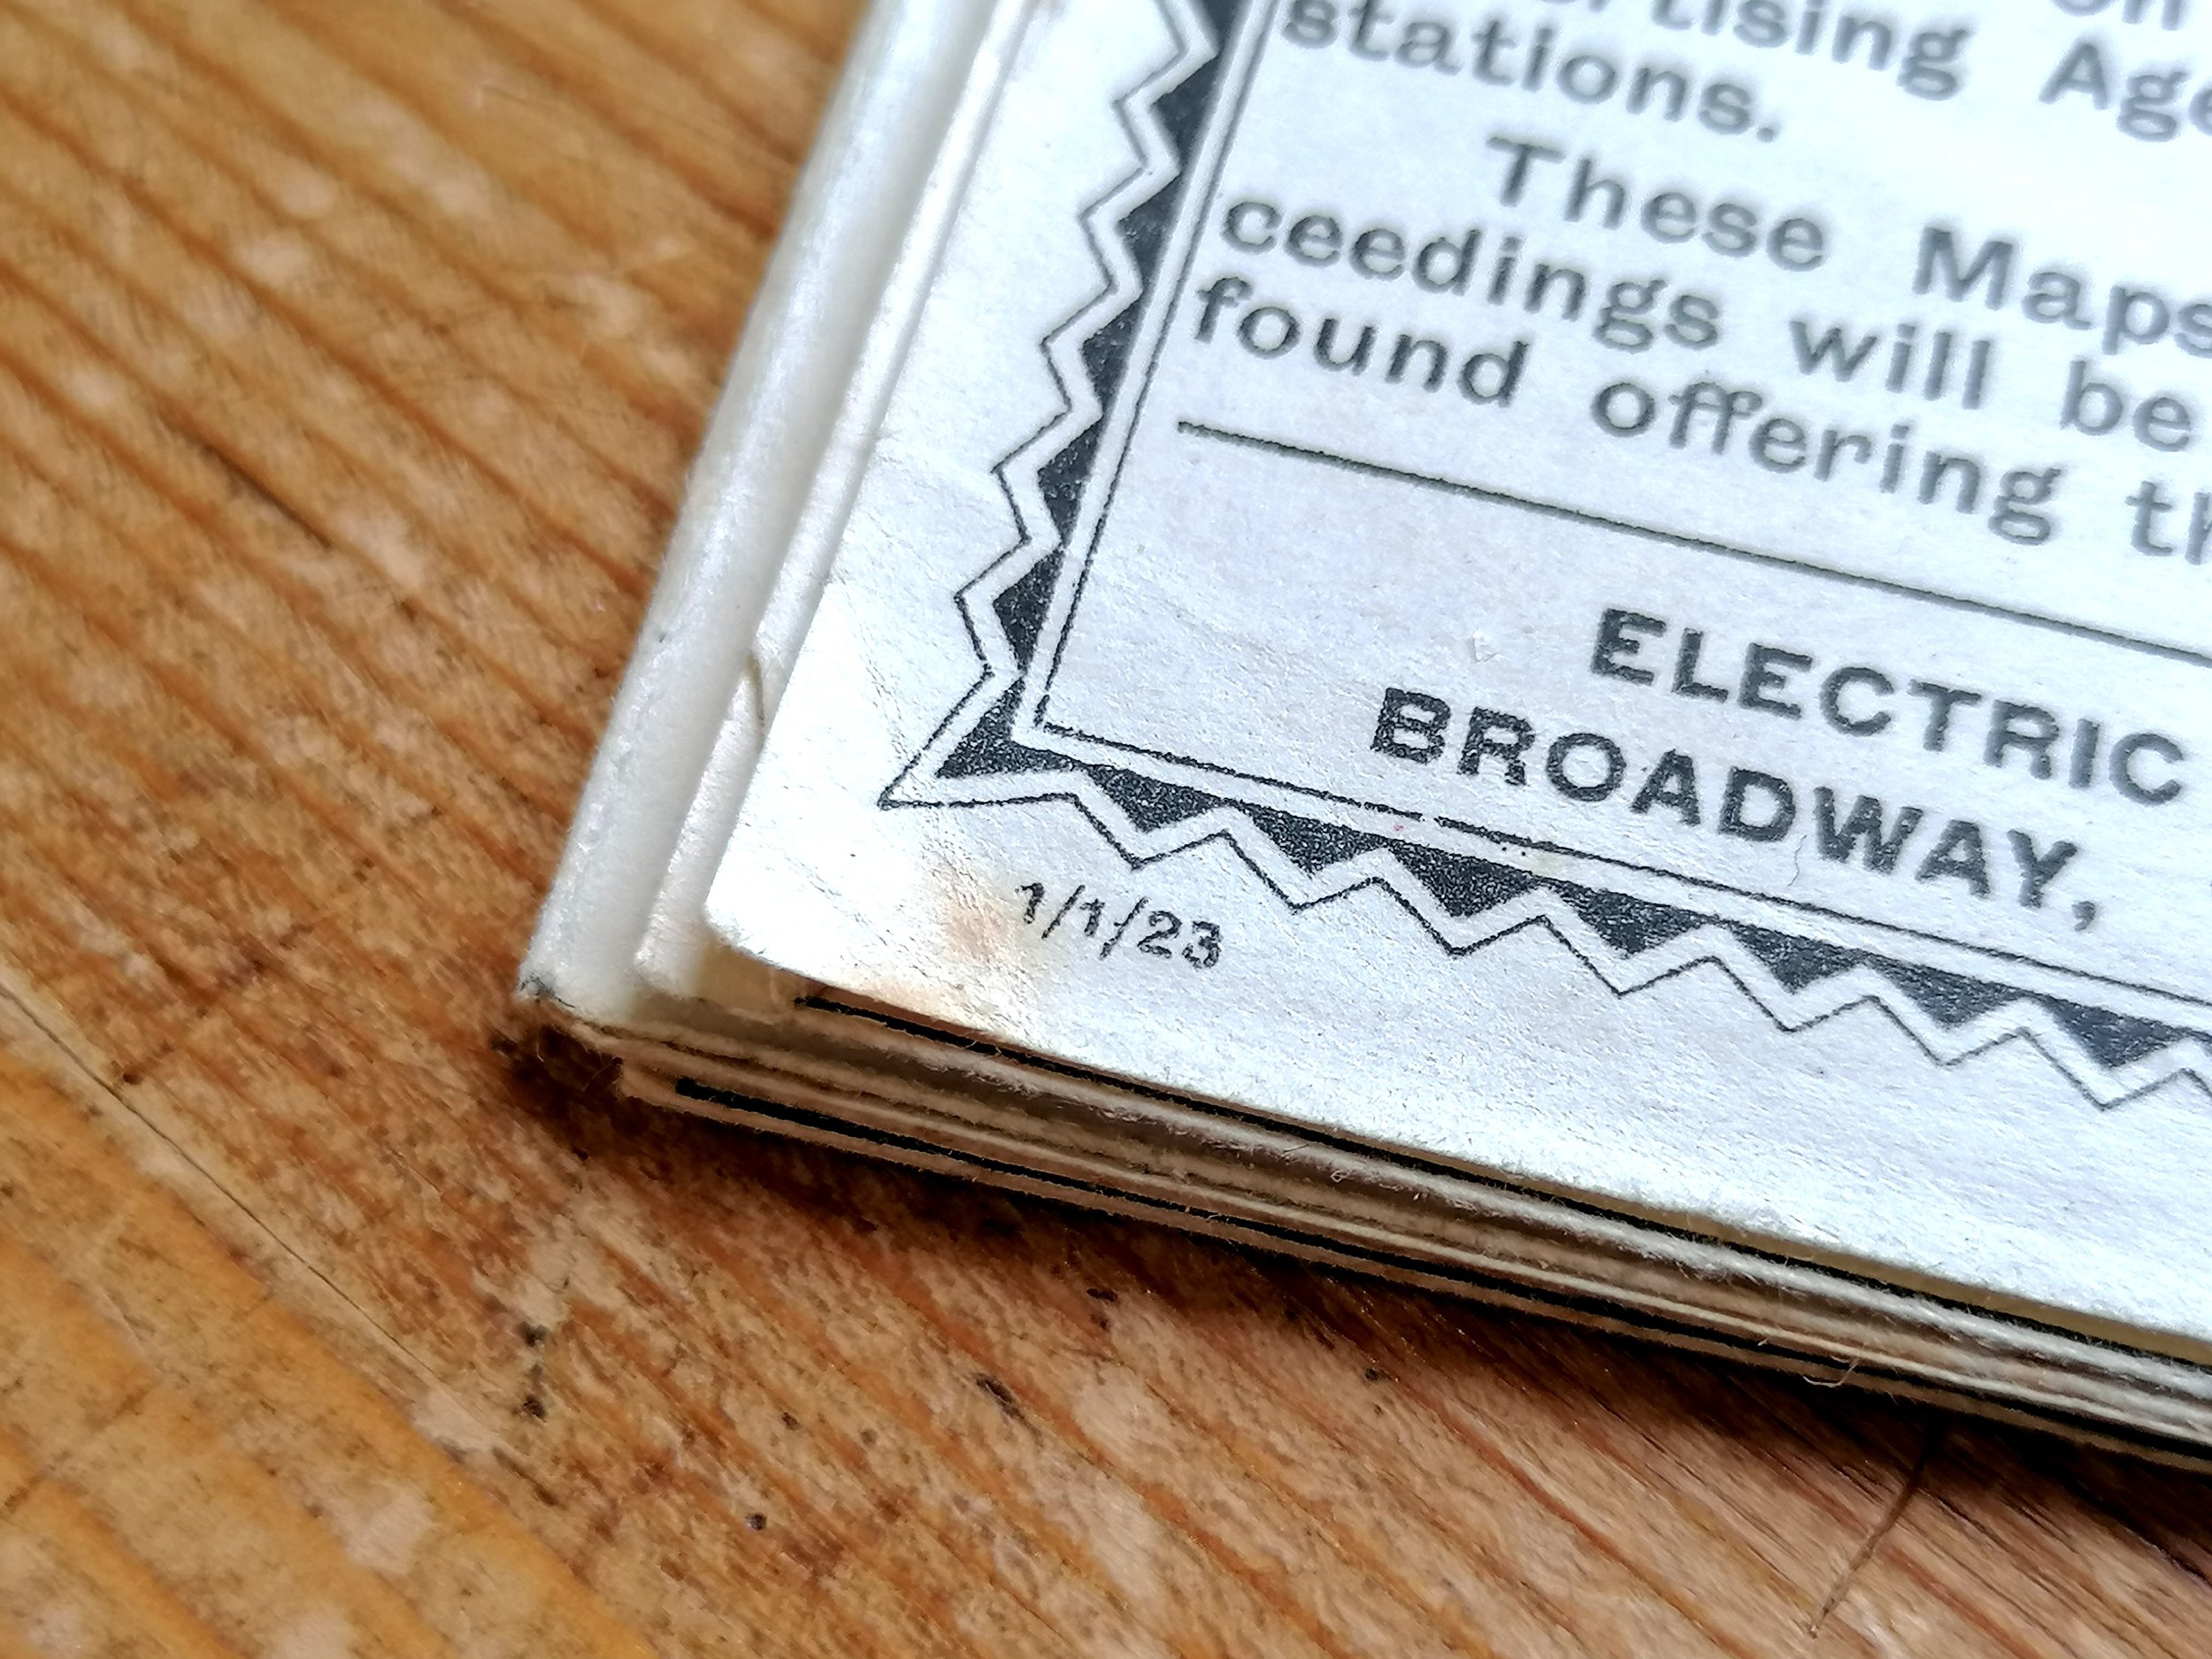 stations.
These Maps
ceedings will be
found offering th
ELECTRIC
BROADWAY,
1/1/23